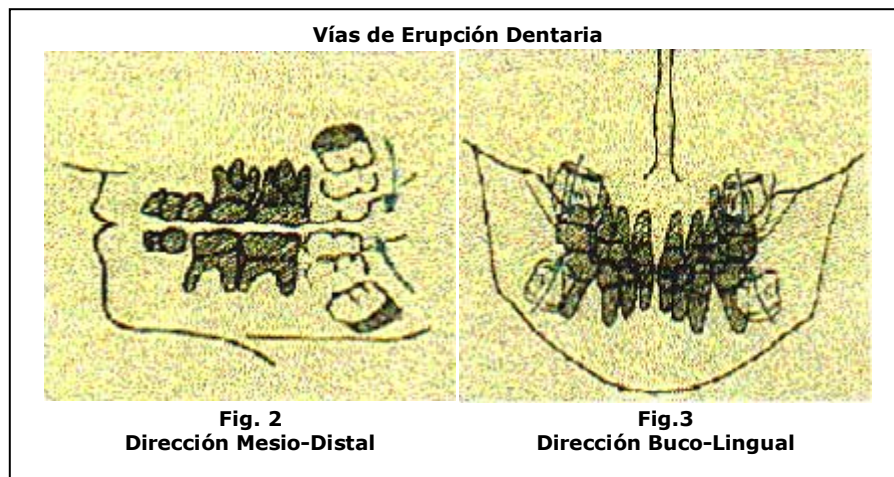 Vías de Erupción Dentaria
Fig. 2
Dirección Mesio-Distal
Fig.3
Dirección Buco-Lingual